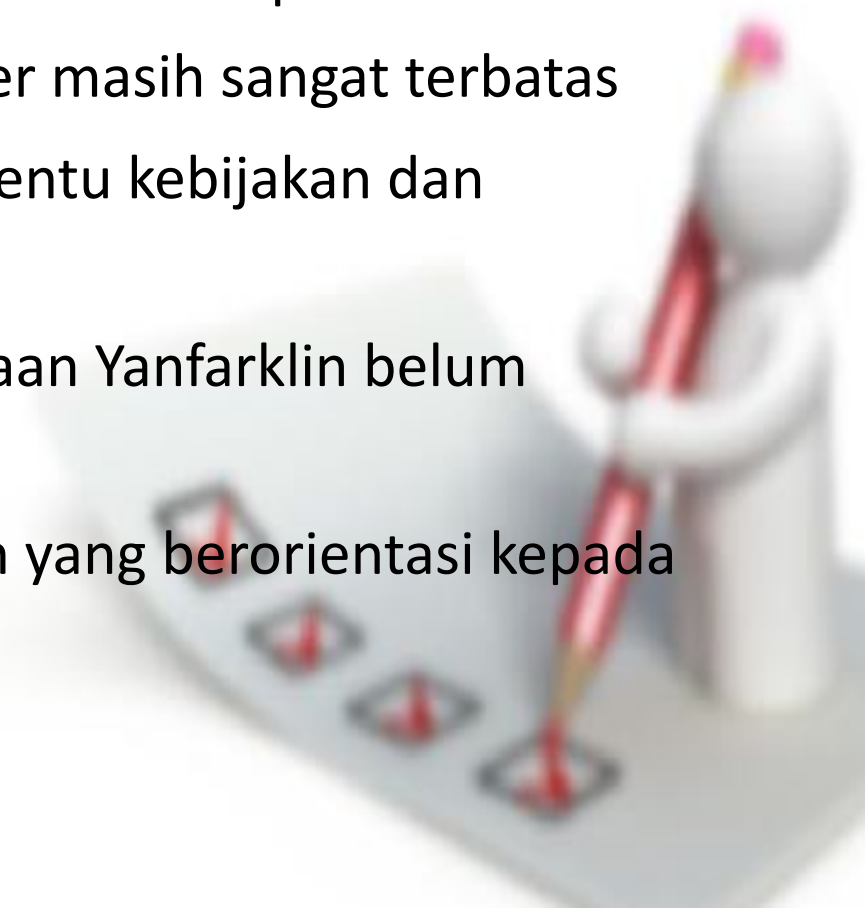 er masih sangat terbatas
entu kebijakan dan
aan Yanfarklin belum
n yang berorientasi kepada